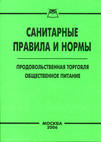 САНИТАРНЫЕ
ПРАВИЛА И НОРМЫ
ПРОДОВОЛЬСТВЕННАЯ ТОРГОВЛЯ
ОБЩЕСТВЕННОЕ ПИТАНИЕ
МОСКВА
2006